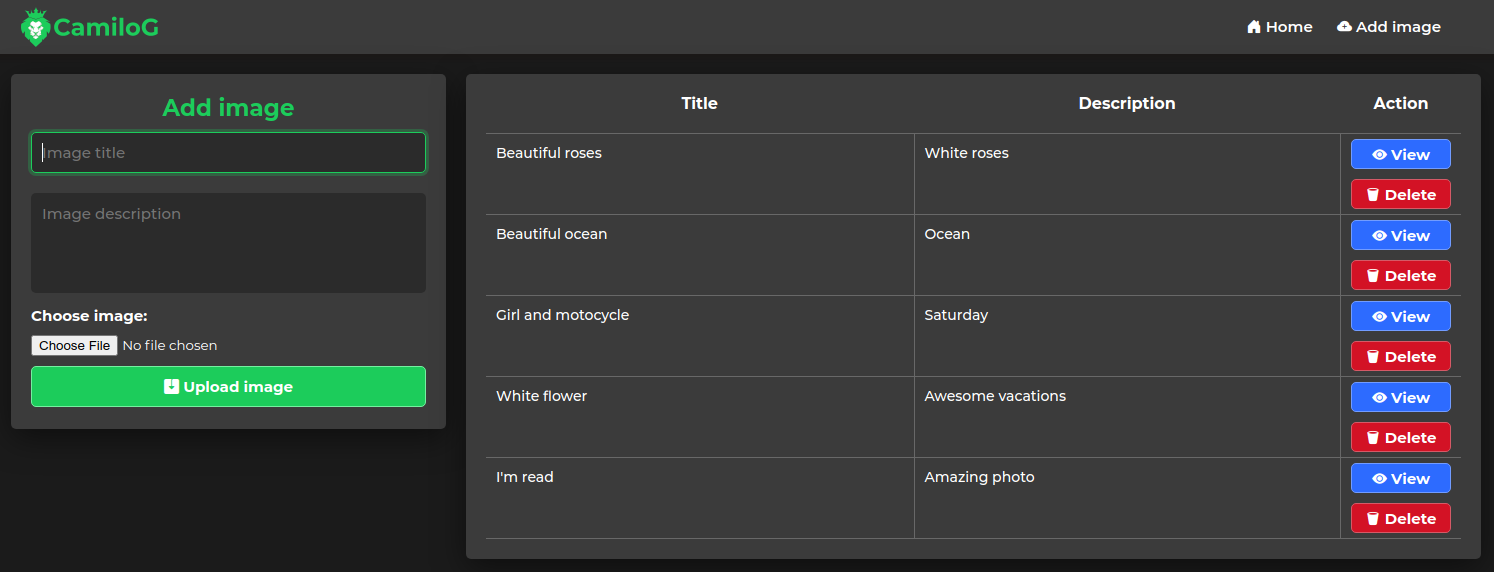 CamiloG
Home Add image
Add image
Image title
Image description
Choose image:
Choose File No file chosen
Upload image
Title Description Action
Beautiful roses White roses View
Delete
Beautiful ocean Ocean View
Delete
Girl and motocycle Saturday View
Delete
White flower Awesome vacations View
Delete
I'm read Amazing photo View
Delete